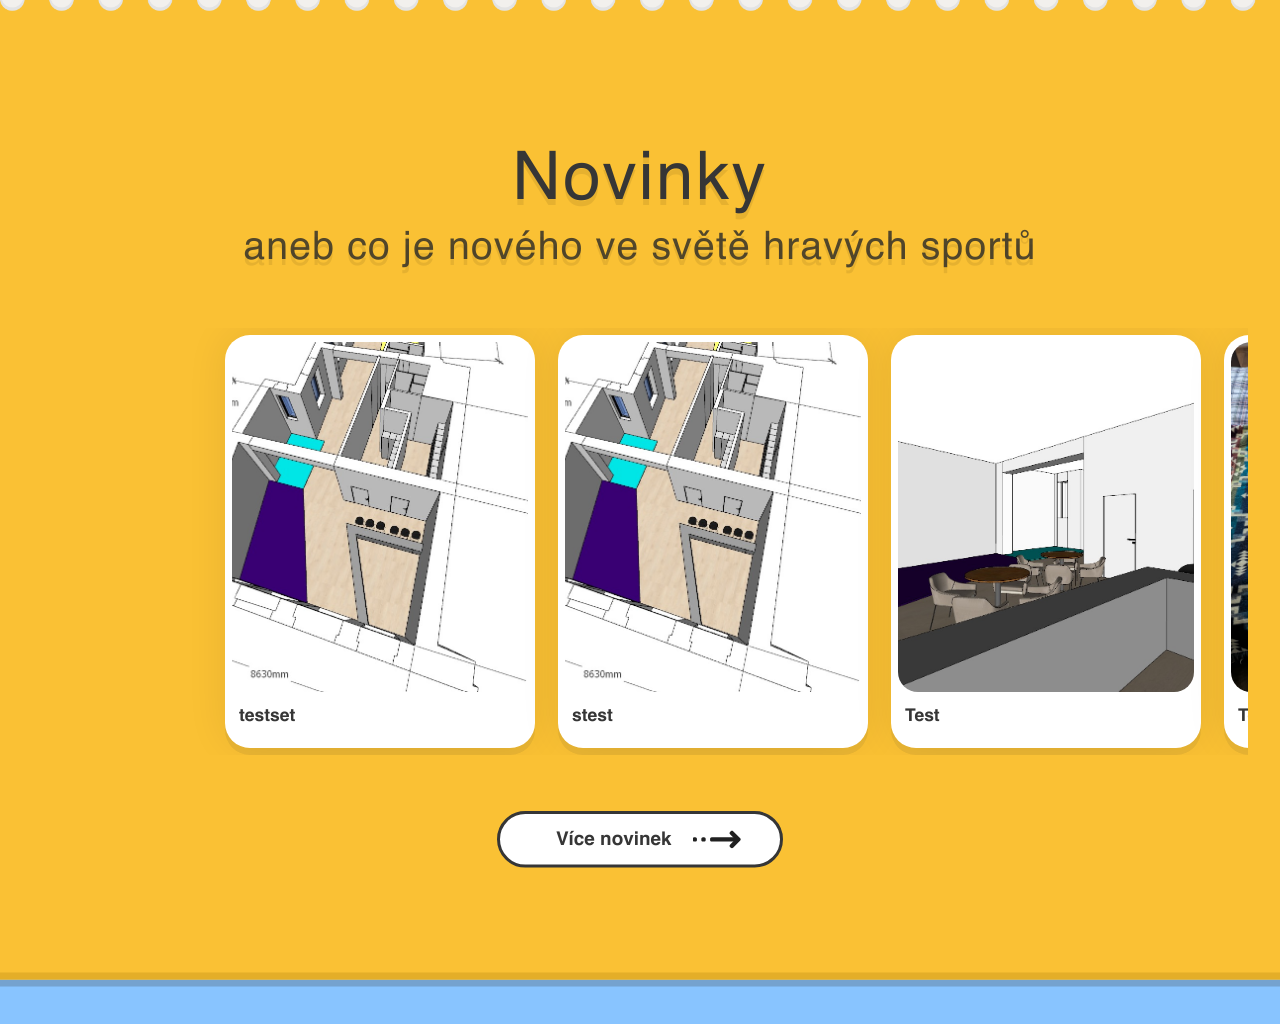 Novinky
aneb co je nového ve světě hravých sportů
8630mm
8630mm
testset
stest
Test
Více novinek